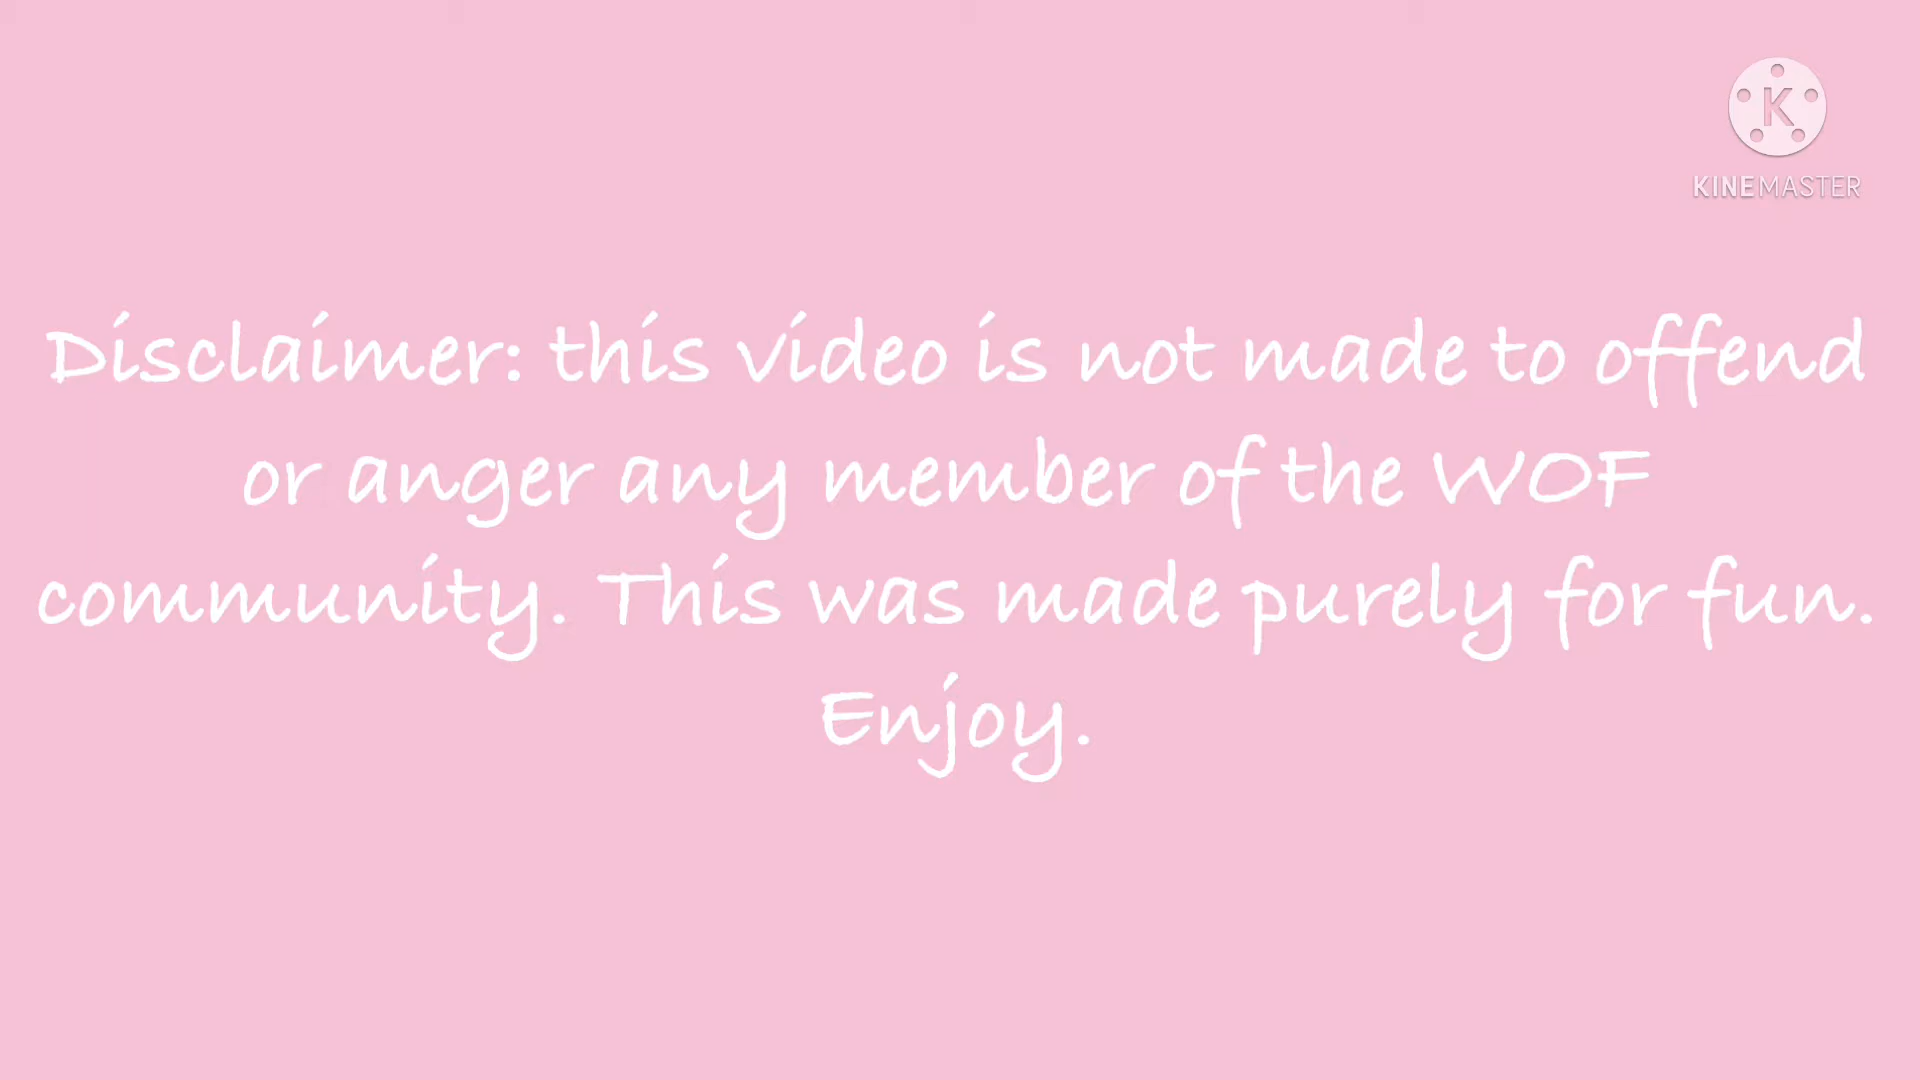 K
KINEMASTER
Disclaimer: this video is not made to offend
or anger any member of the WOF
community. This was made purely for fun.
Enjoy.